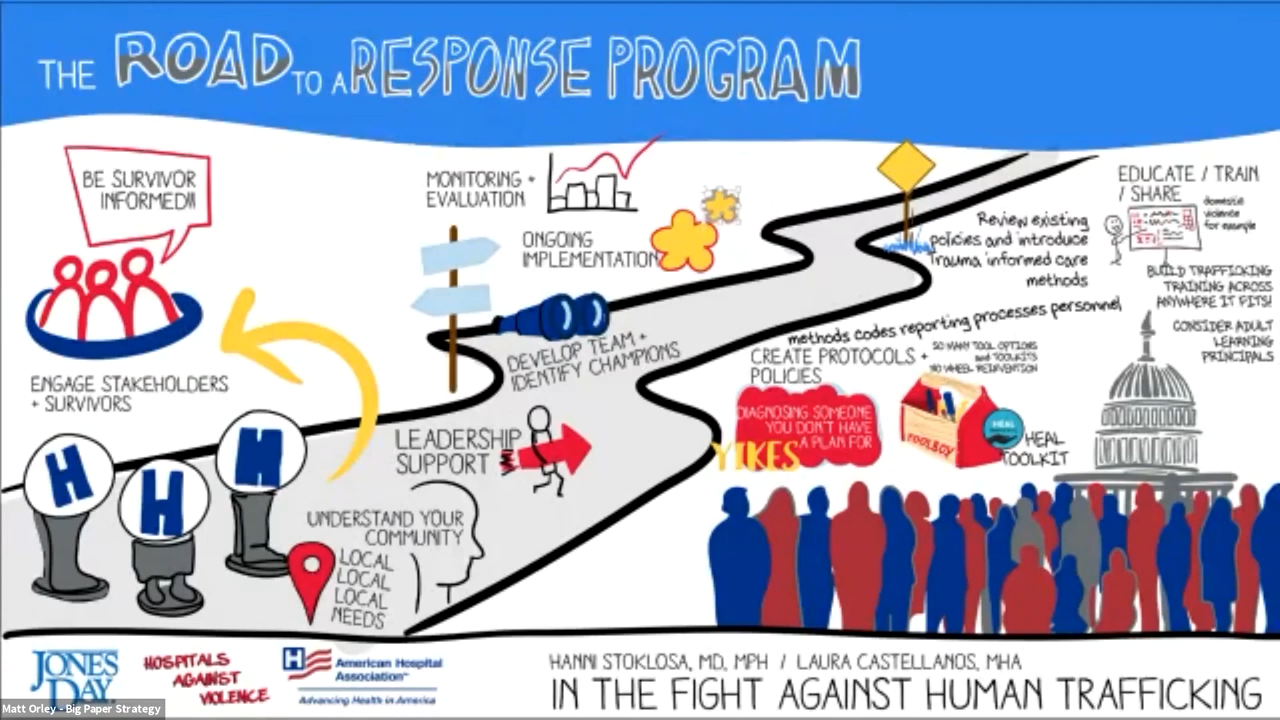 THE ROAD TO A RESPONSE PROGRAM
BE SURVIVOR
INFORMED!!
ENGAGE STAKEHOLDERS
+ SURVIVORS
H
H
H
MONITORING +
EVALUATION
ONGOING
IMPLEMENTATION
DEVELOP TEAM +
IDENTIFY CHAMPIONS
LEADERSHIP
SUPPORT
UNDERSTAND YOUR
COMMUNITY
LOCAL
LOCAL
LOCAL
NEEDS
Review existing
policies and introduce
Trauma informed care
methods
methods codes reporting processes personnel
CREATE PROTOCOLS +
POLICIES
SO MANY TOOL OPTIONS
and TOOLKITS
NO WHEEL REINVENTION
DIAGNOSING SOMEONE
YOU DON'T HAVE
A PLAN FOR
YIKES
TOOLBOX
HEAL
HEAL
TOOLKIT
EDUCATE / TRAIN
/ SHARE
domestic
violence
for example
BUILD TRAFFICKING
TRAINING ACROSS
ANYWHERE IT FITS!
CONSIDER ADULT
LEARNING
PRINCIPALS
JONES
DAY
HOSPITALS
AGAINST
VIOLENCE
H American Hospital
Association™
Advancing Health in America
HANNI STOKLOSA, MD, MPH / LAURA CASTELLANOS, MHA
IN THE FIGHT AGAINST HUMAN TRAFFICKING
Matt Orley - Big Paper Strategy